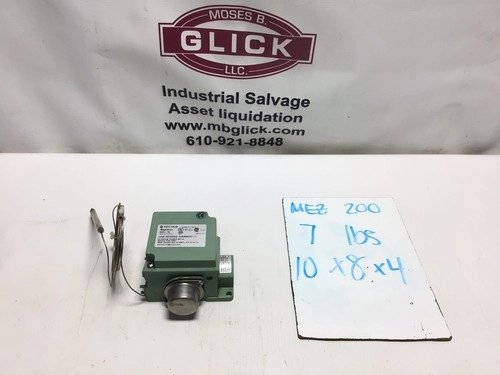 MOSES B.
GLICK
LLC.
Industrial Salvage
Asset liquidation
www.mbglick.com
610-921-8848
MEZ 200
7 lbs
10 x 8 x 4